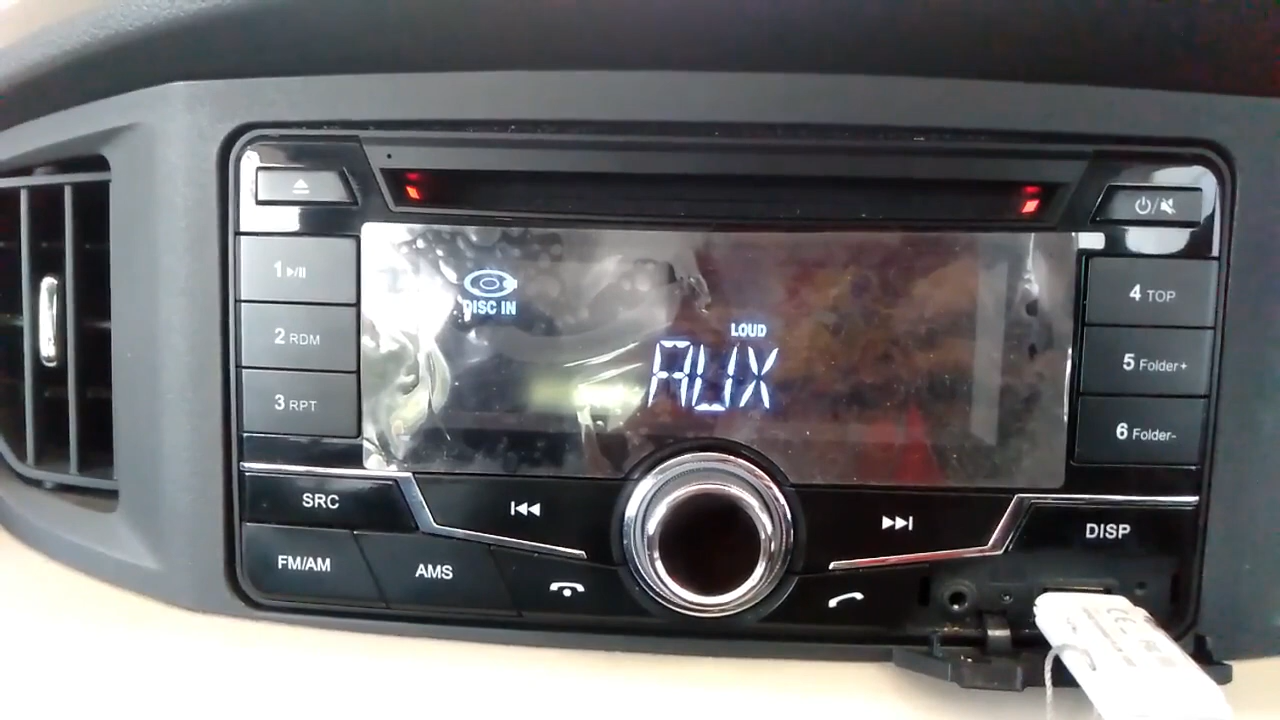 1
2 RDM
3 RPT
DISC IN
LOUD
AUX
4 TOP
5 Folder+
6 Folder-
SRC
DISP
FM/AM
AMS